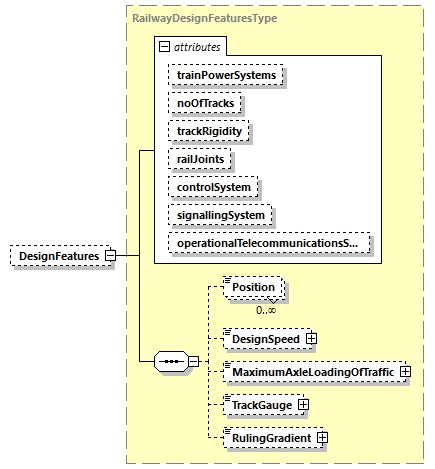 RailwayDesignFeaturesType
attributes
trainPowerSystems
noOfTracks
trackRigidity
railJoints
controlSystem
signallingSystem
operationalTelecommunicationsS...
DesignFeatures
Position
0..∞
DesignSpeed
MaximumAxleLoadingOfTraffic
TrackGauge
RulingGradient